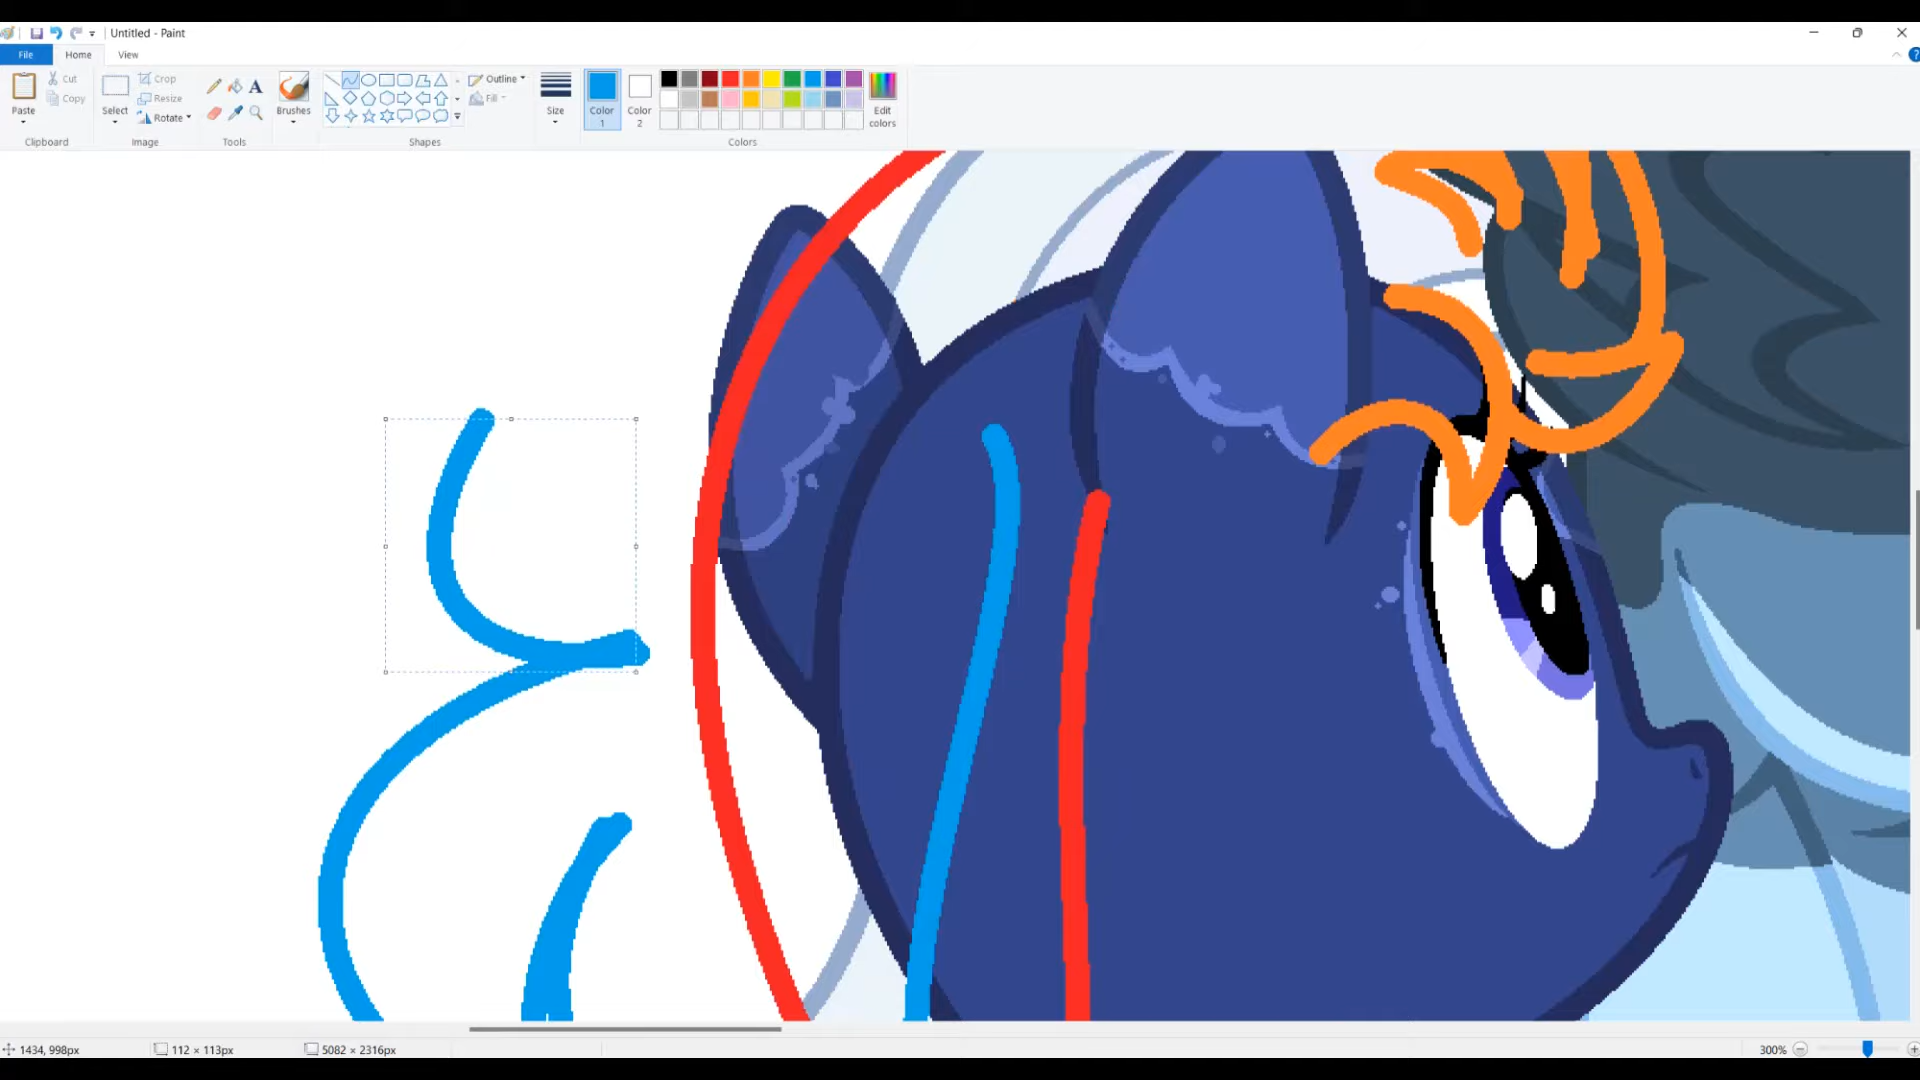 Untitled - Paint
File Home View
Paste
Cut
Copy
Clipboard
Select
Crop
Resize
Rotate
Image
A
Tools
Brushes
Shapes
Outline
Fill
Size
Color 1
Color 2
Edit colors
Colors
?
1434, 998px 112 × 113px 5082 × 2316px 300%